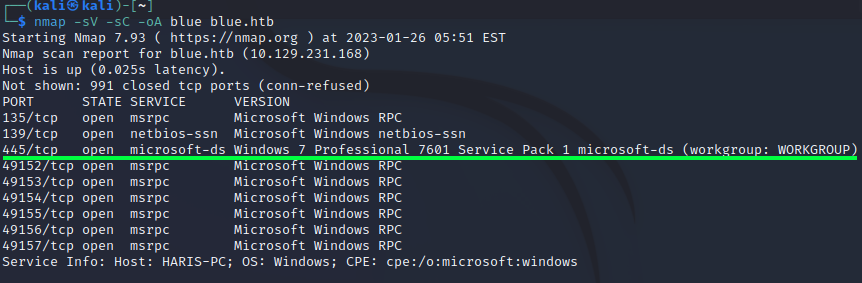 ┌──(kali㉿kali)-[~]
└─$ nmap -sV -sC -oA blue blue.htb
Starting Nmap 7.93 ( https://nmap.org ) at 2023-01-26 05:51 EST
Nmap scan report for blue.htb (10.129.231.168)
Host is up (0.025s latency).
Not shown: 991 closed tcp ports (conn-refused)
PORT      STATE SERVICE      VERSION
135/tcp   open  msrpc        Microsoft Windows RPC
139/tcp   open  netbios-ssn  Microsoft Windows netbios-ssn
445/tcp   open  microsoft-ds Windows 7 Professional 7601 Service Pack 1 microsoft-ds (workgroup: WORKGROUP)
49152/tcp open  msrpc        Microsoft Windows RPC
49153/tcp open  msrpc        Microsoft Windows RPC
49154/tcp open  msrpc        Microsoft Windows RPC
49155/tcp open  msrpc        Microsoft Windows RPC
49156/tcp open  msrpc        Microsoft Windows RPC
49157/tcp open  msrpc        Microsoft Windows RPC
Service Info: Host: HARIS-PC; OS: Windows; CPE: cpe:/o:microsoft:windows